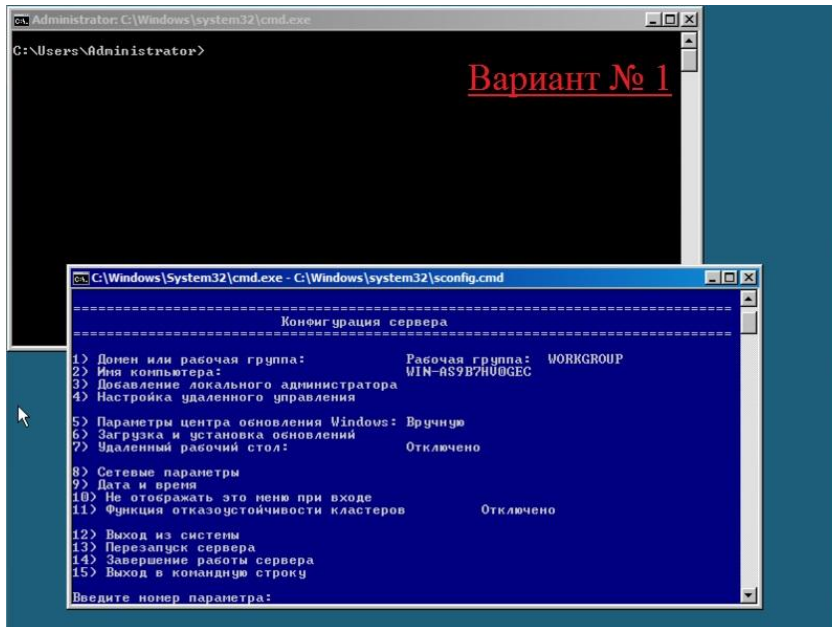 Administrator: C:\Windows\system32\cmd.exe
C:\Users\Administrator>
Вариант № 1
C:\Windows\System32\cmd.exe - C:\Windows\system32\sconfig.cmd
===============================================================================
Конфигурация сервера
===============================================================================
1) Домен или рабочая группа: Рабочая группа: WORKGROUP
2) Имя компьютера: WIN-AS9B7HV0GEC
3) Добавление локального администратора
4) Настройка удаленного управления
5) Параметры центра обновления Windows: Вручную
6) Загрузка и установка обновлений
7) Удаленный рабочий стол: Отключено
8) Сетевые параметры
9) Дата и время
10) Не отображать это меню при входе
11) Функция отказоустойчивости кластеров Отключено
12) Выход из системы
13) Перезапуск сервера
14) Завершение работы сервера
15) Выход в командную строку
Введите номер параметра: